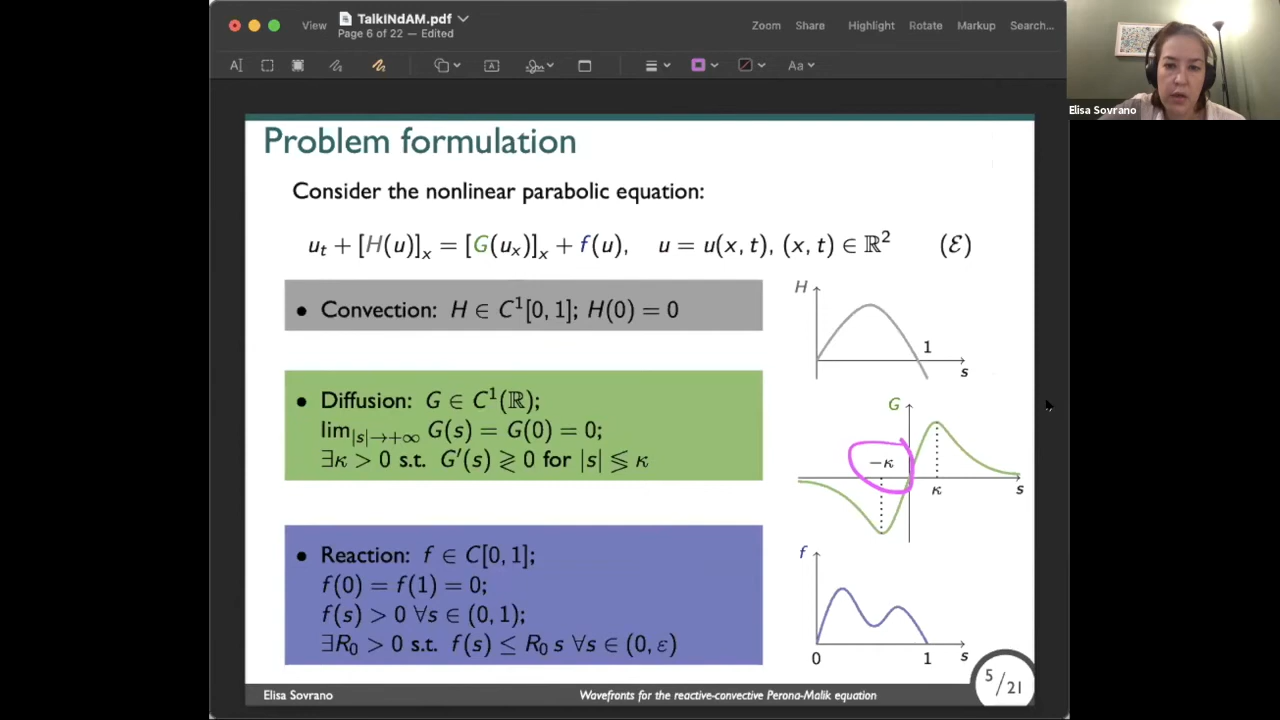 TalkINdAM.pdf
View
Page 6 of 22 — Edited
Zoom
Share
Highlight
Rotate
Markup
Search...
Aa
Elisa Sovrano
Problem formulation
Consider the nonlinear parabolic equation:
u_t + [H(u)]_x = [G(u_x)]_x + f(u), u = u(x, t), (x, t) ∈ ℝ² (ℰ)
• Convection: H ∈ C¹[0, 1]; H(0) = 0
H
1
s
• Diffusion: G ∈ C¹(ℝ);
lim_{|s|→+∞} G(s) = G(0) = 0;
∃κ > 0 s.t. G′(s) ≷ 0 for |s| ≶ κ
G
−κ
κ
s
• Reaction: f ∈ C[0, 1];
f(0) = f(1) = 0;
f(s) > 0 ∀s ∈ (0, 1);
∃R₀ > 0 s.t. f(s) ≤ R₀ s ∀s ∈ (0, ε)
f
0
1
s
Elisa Sovrano
Wavefronts for the reactive-convective Perona-Malik equation
5/21